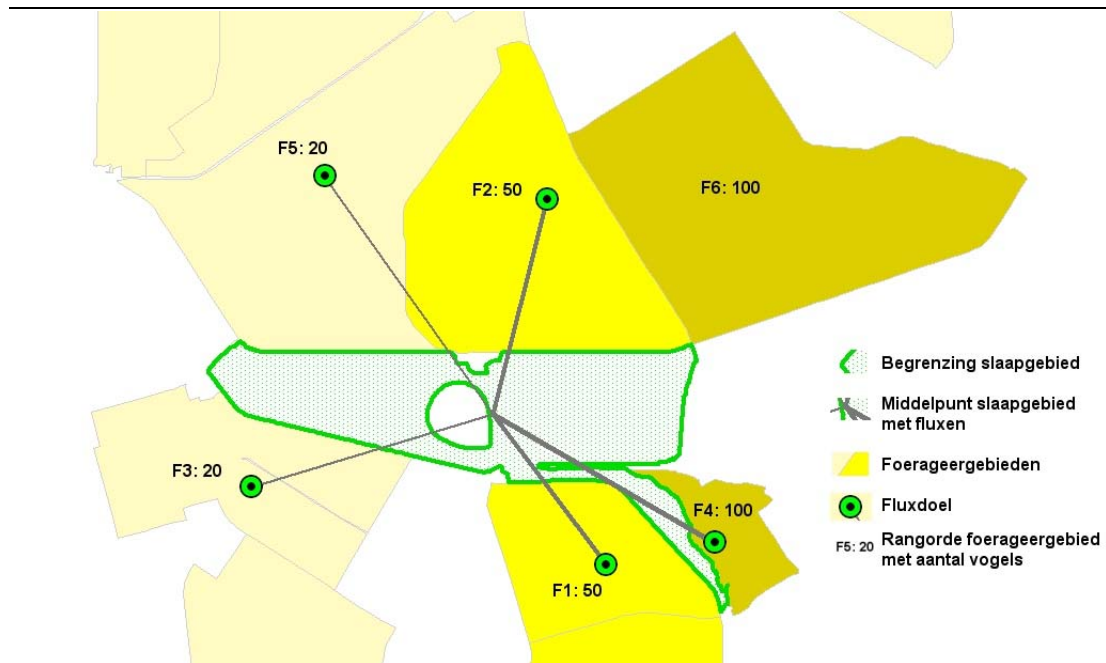 F5: 20
F2: 50
F6: 100
F3: 20
F4: 100
F1: 50
Begrenzing slaapgebied
Middelpunt slaapgebied
met fluxen
Foerageergebieden
Fluxdoel
F5: 20 Rangorde foerageergebied
met aantal vogels